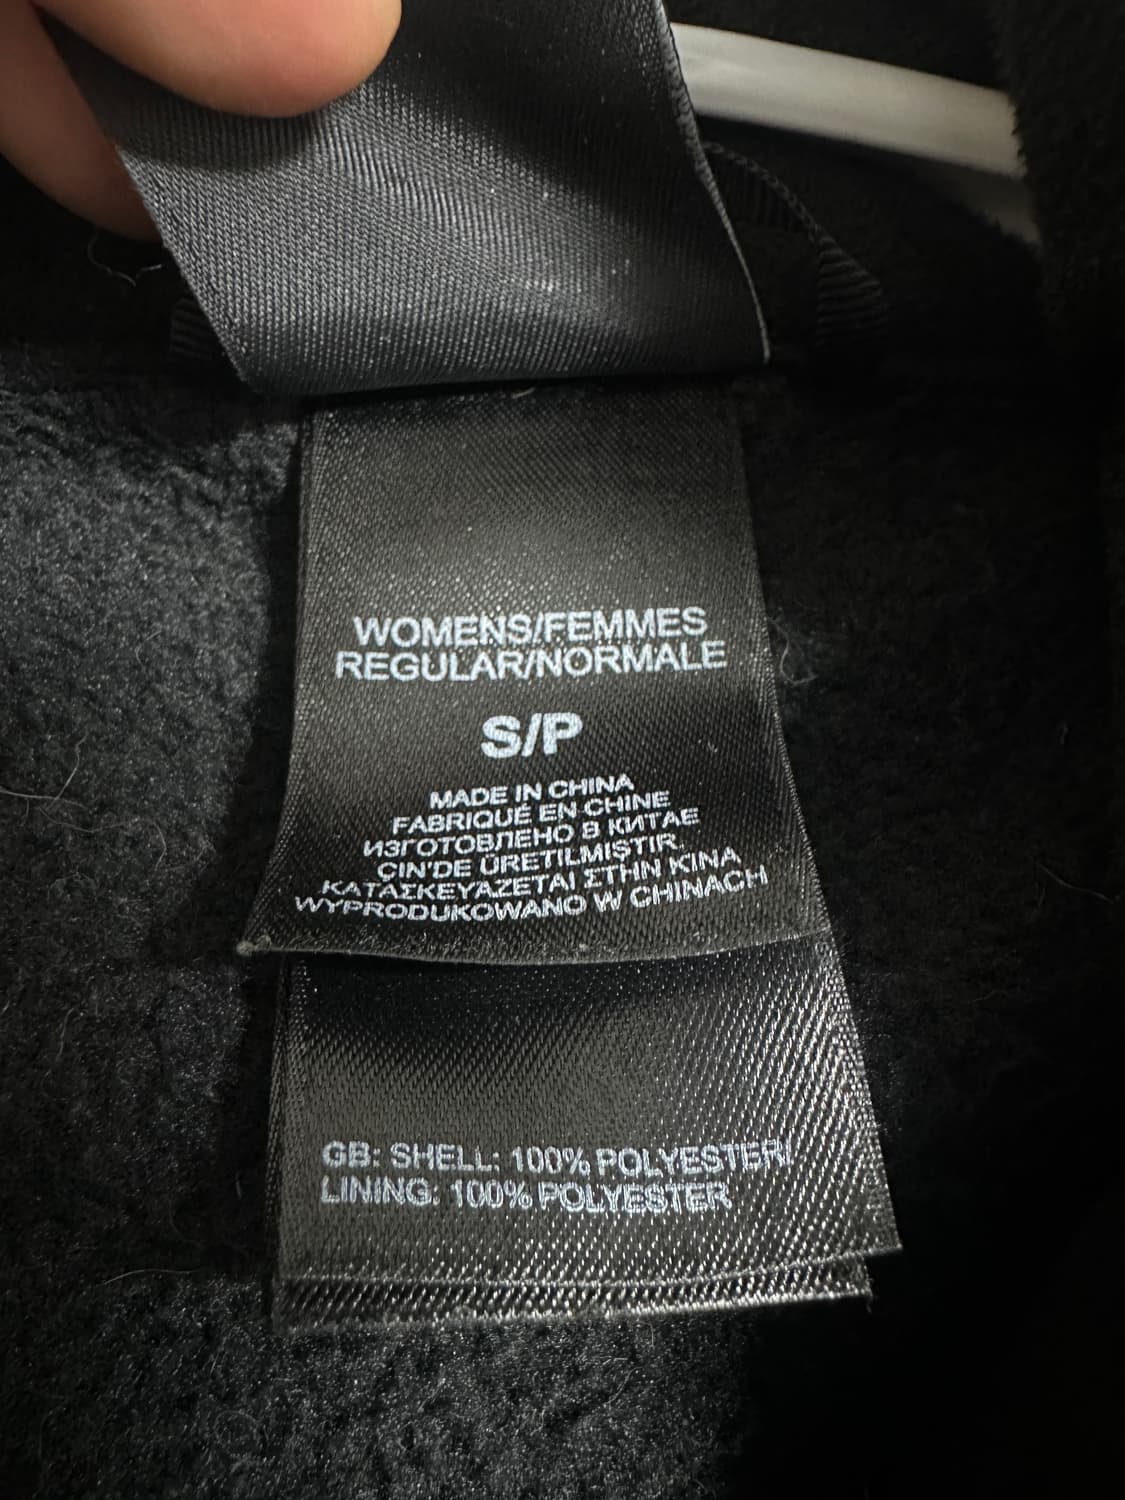 WOMENS/FEMMES
REGULAR/NORMALE
S/P
MADE IN CHINA
FABRIQUÉ EN CHINE
ИЗГОТОВЛЕНО В КИТАЕ
ÇIN'DE ÜRETILMIŞTIR
ΚΑΤΑΣΚΕΥΑΖΕΤΑΙ ΣΤΗΝ ΚΙΝΑ
WYPRODUKOWANO W CHINACH
GB: SHELL: 100% POLYESTER
LINING: 100% POLYESTER